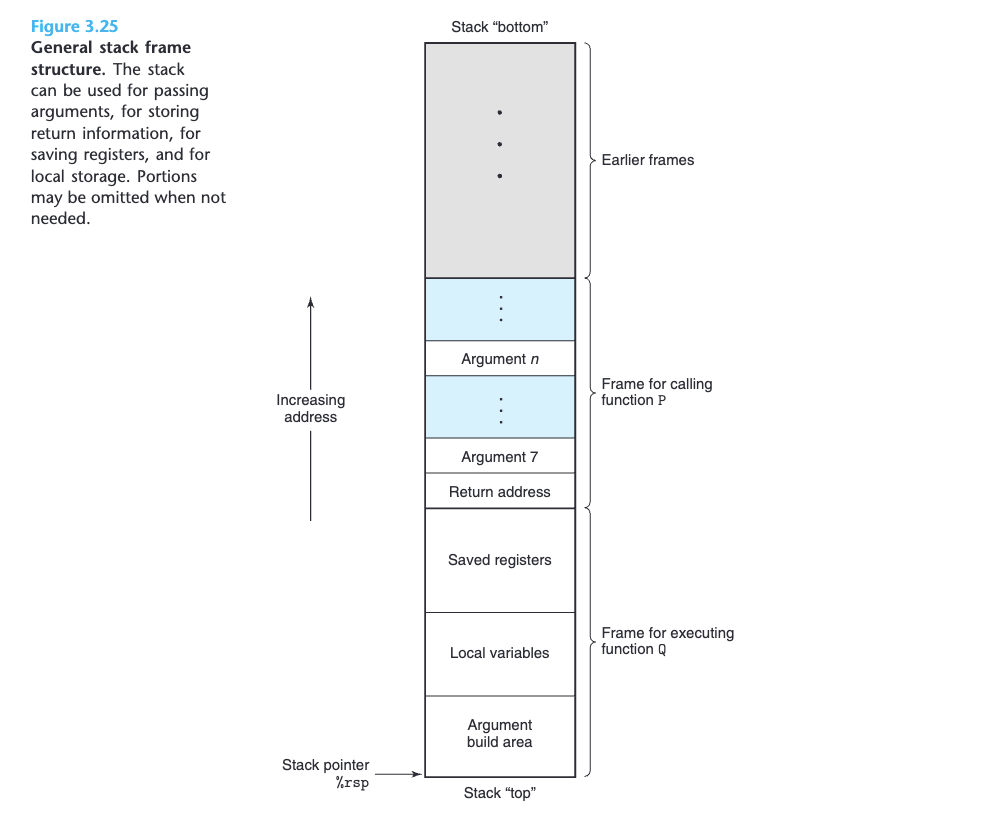 Figure 3.25
General stack frame
structure. The stack
can be used for passing
arguments, for storing
return information, for
saving registers, and for
local storage. Portions
may be omitted when not
needed.
Stack “bottom”
Earlier frames
Argument n
Increasing
address
Frame for calling
function P
Argument 7
Return address
Saved registers
Frame for executing
function Q
Local variables
Argument
build area
Stack pointer
%rsp
Stack “top”